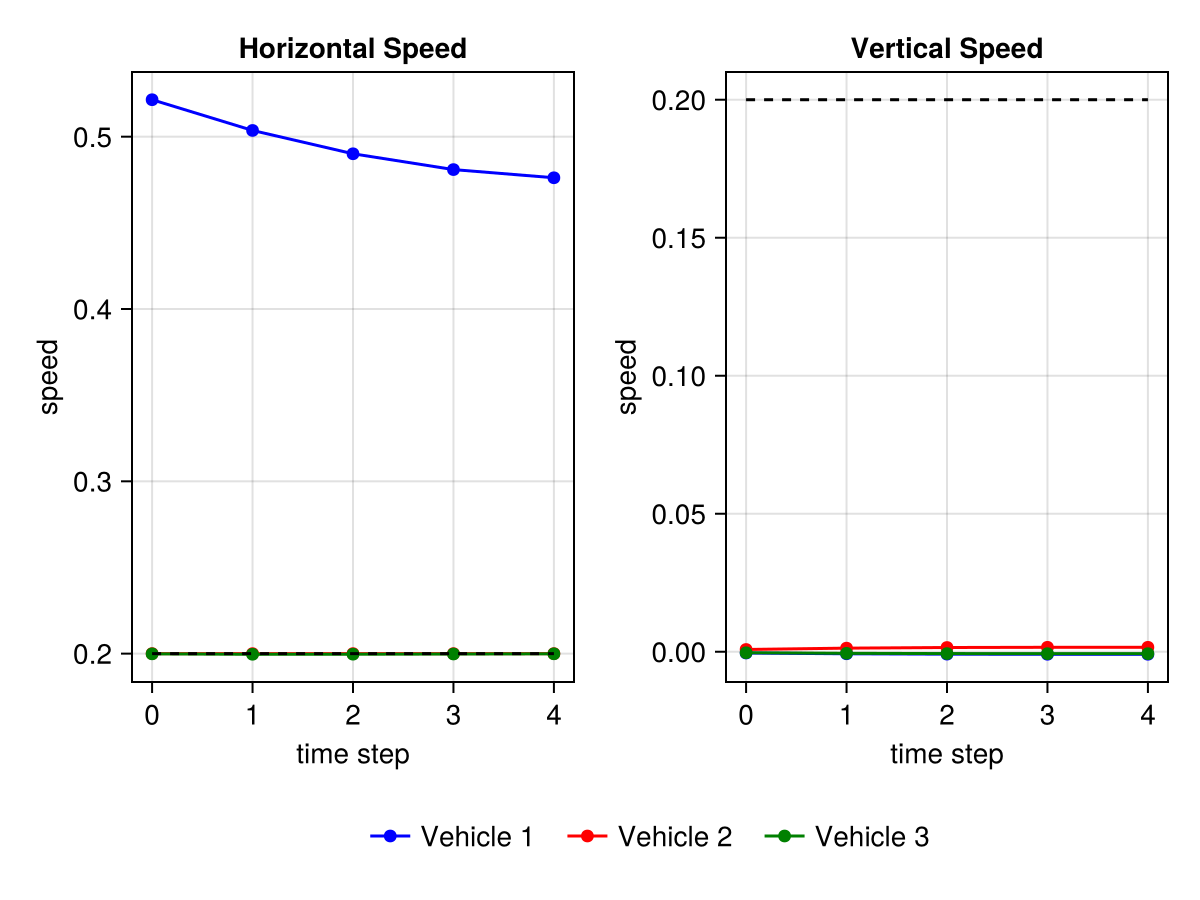 Horizontal Speed
speed
0.5
0.4
0.3
0.2
0 1 2 3 4
time step
Vertical Speed
speed
0.20
0.15
0.10
0.05
0.00
0 1 2 3 4
time step
Vehicle 1 Vehicle 2 Vehicle 3